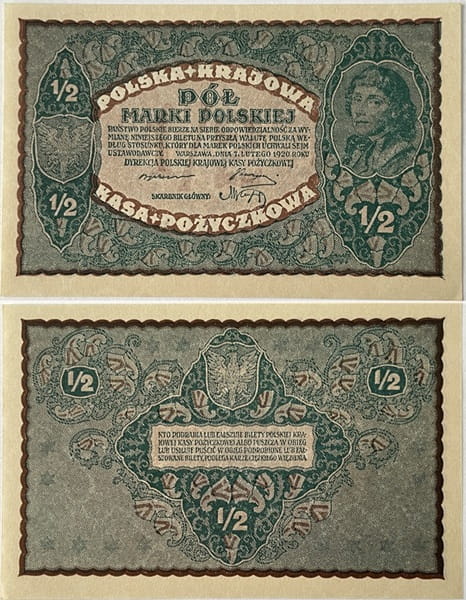 POLSKA KRAJOWA
1/2
PÓŁ
MARKI POLSKIEJ
PAŃSTWO POLSKIE BIERZE NA SIEBIE ODPOWIEDZIALNOŚĆ ZA WY-
MIANĘ NINIEJSZEGO BILETU NA PRZYSZŁĄ WALUTĘ POLSKĄ WE-
DŁUG STOSUNKU, KTÓRY DLA MAREK POLSKICH UCHWALI SEJM
USTAWODAWCZY. WARSZAWA, DNIA 7. LUTEGO 1920. ROKU
DYREKCJA POLSKIEJ KRAJOWEJ KASY POŻYCZKOWEJ
SKARBNIK GŁÓWNY:
1/2
1/2
KASA POŻYCZKOWA
1/2
1/2
KTO PODRABIA LUB FAŁSZUJE BILETY POLSKIEJ KRA-
JOWEJ KASY POŻYCZKOWEJ ALBO PUSZCZA W OBIEG
LUB USIŁUJE PUŚCIĆ W OBIEG PODROBIONE LUB FAŁ-
SZOWANE BILETY, PODLEGA KARZE CIĘŻKIEGO WIĘZIENIA.
1/2